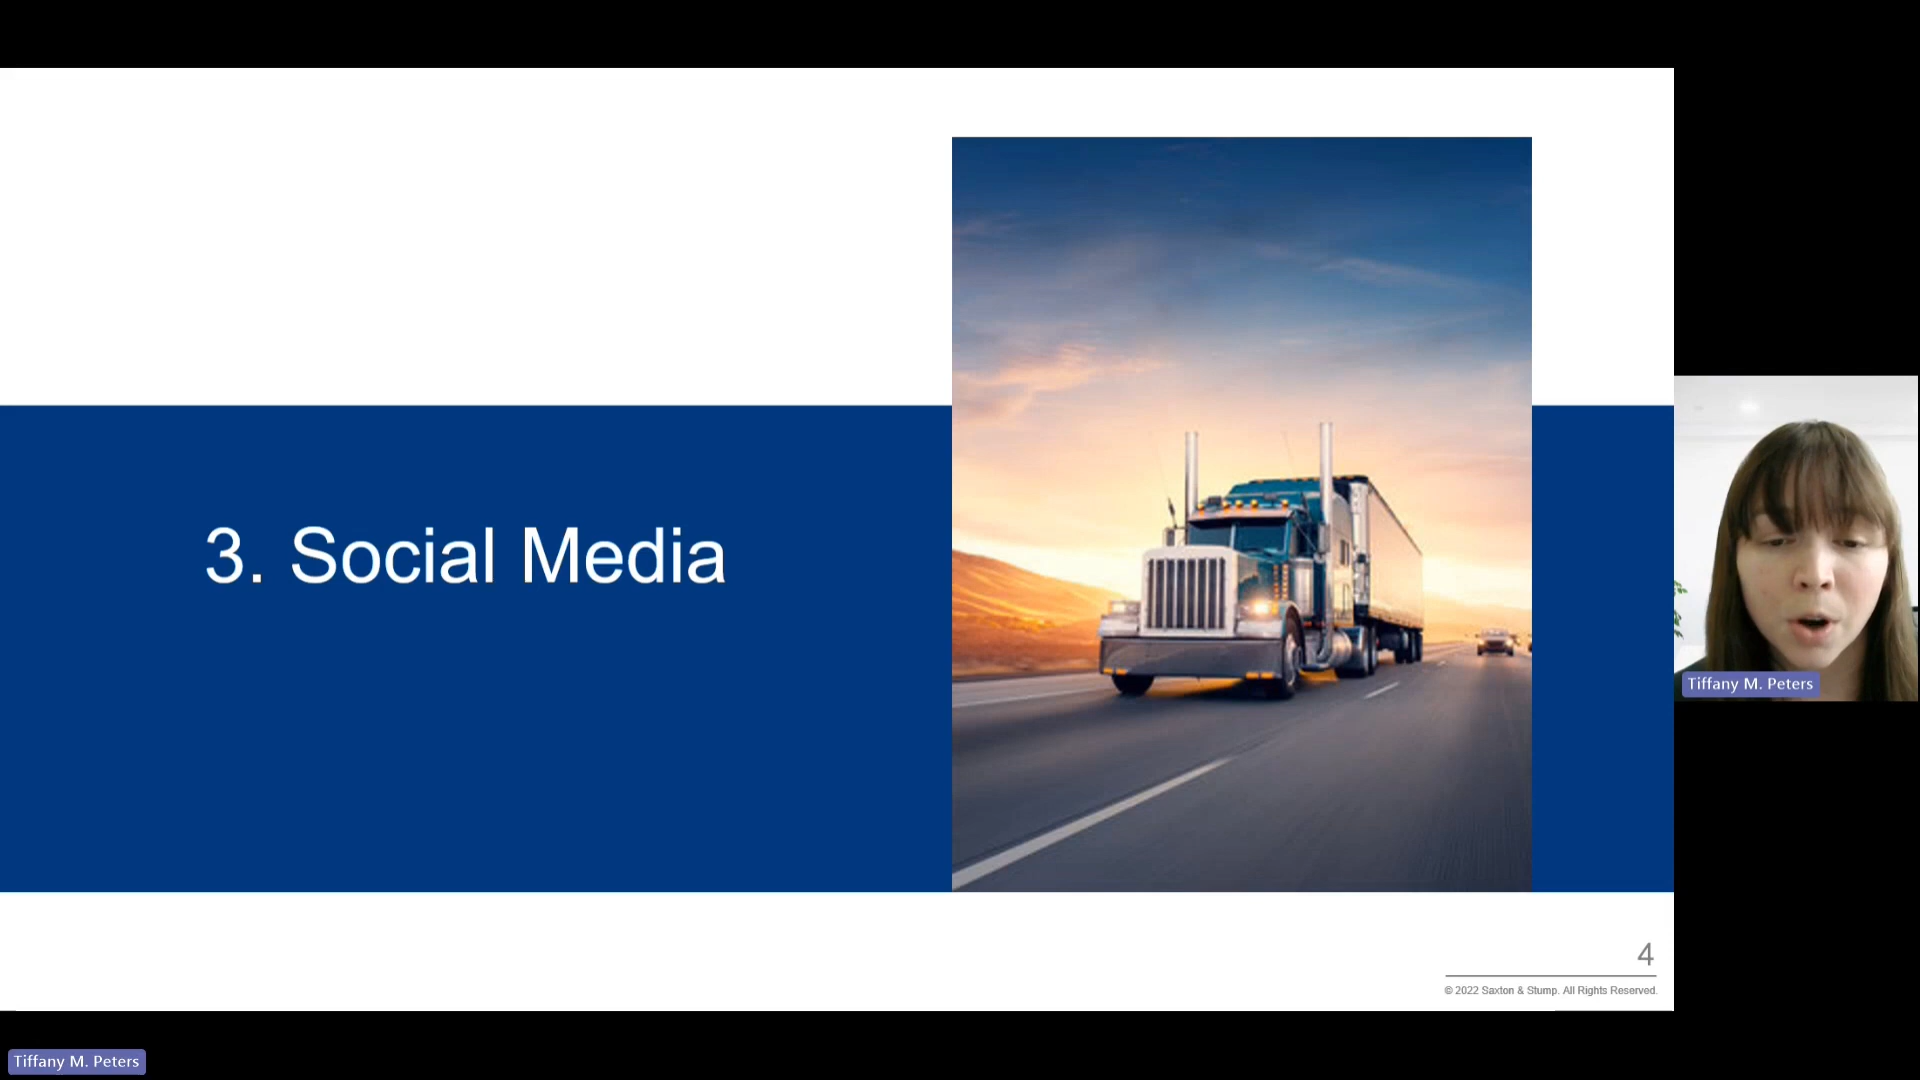 3. Social Media
Tiffany M. Peters
4
© 2022 Saxton & Stump. All Rights Reserved.
Tiffany M. Peters